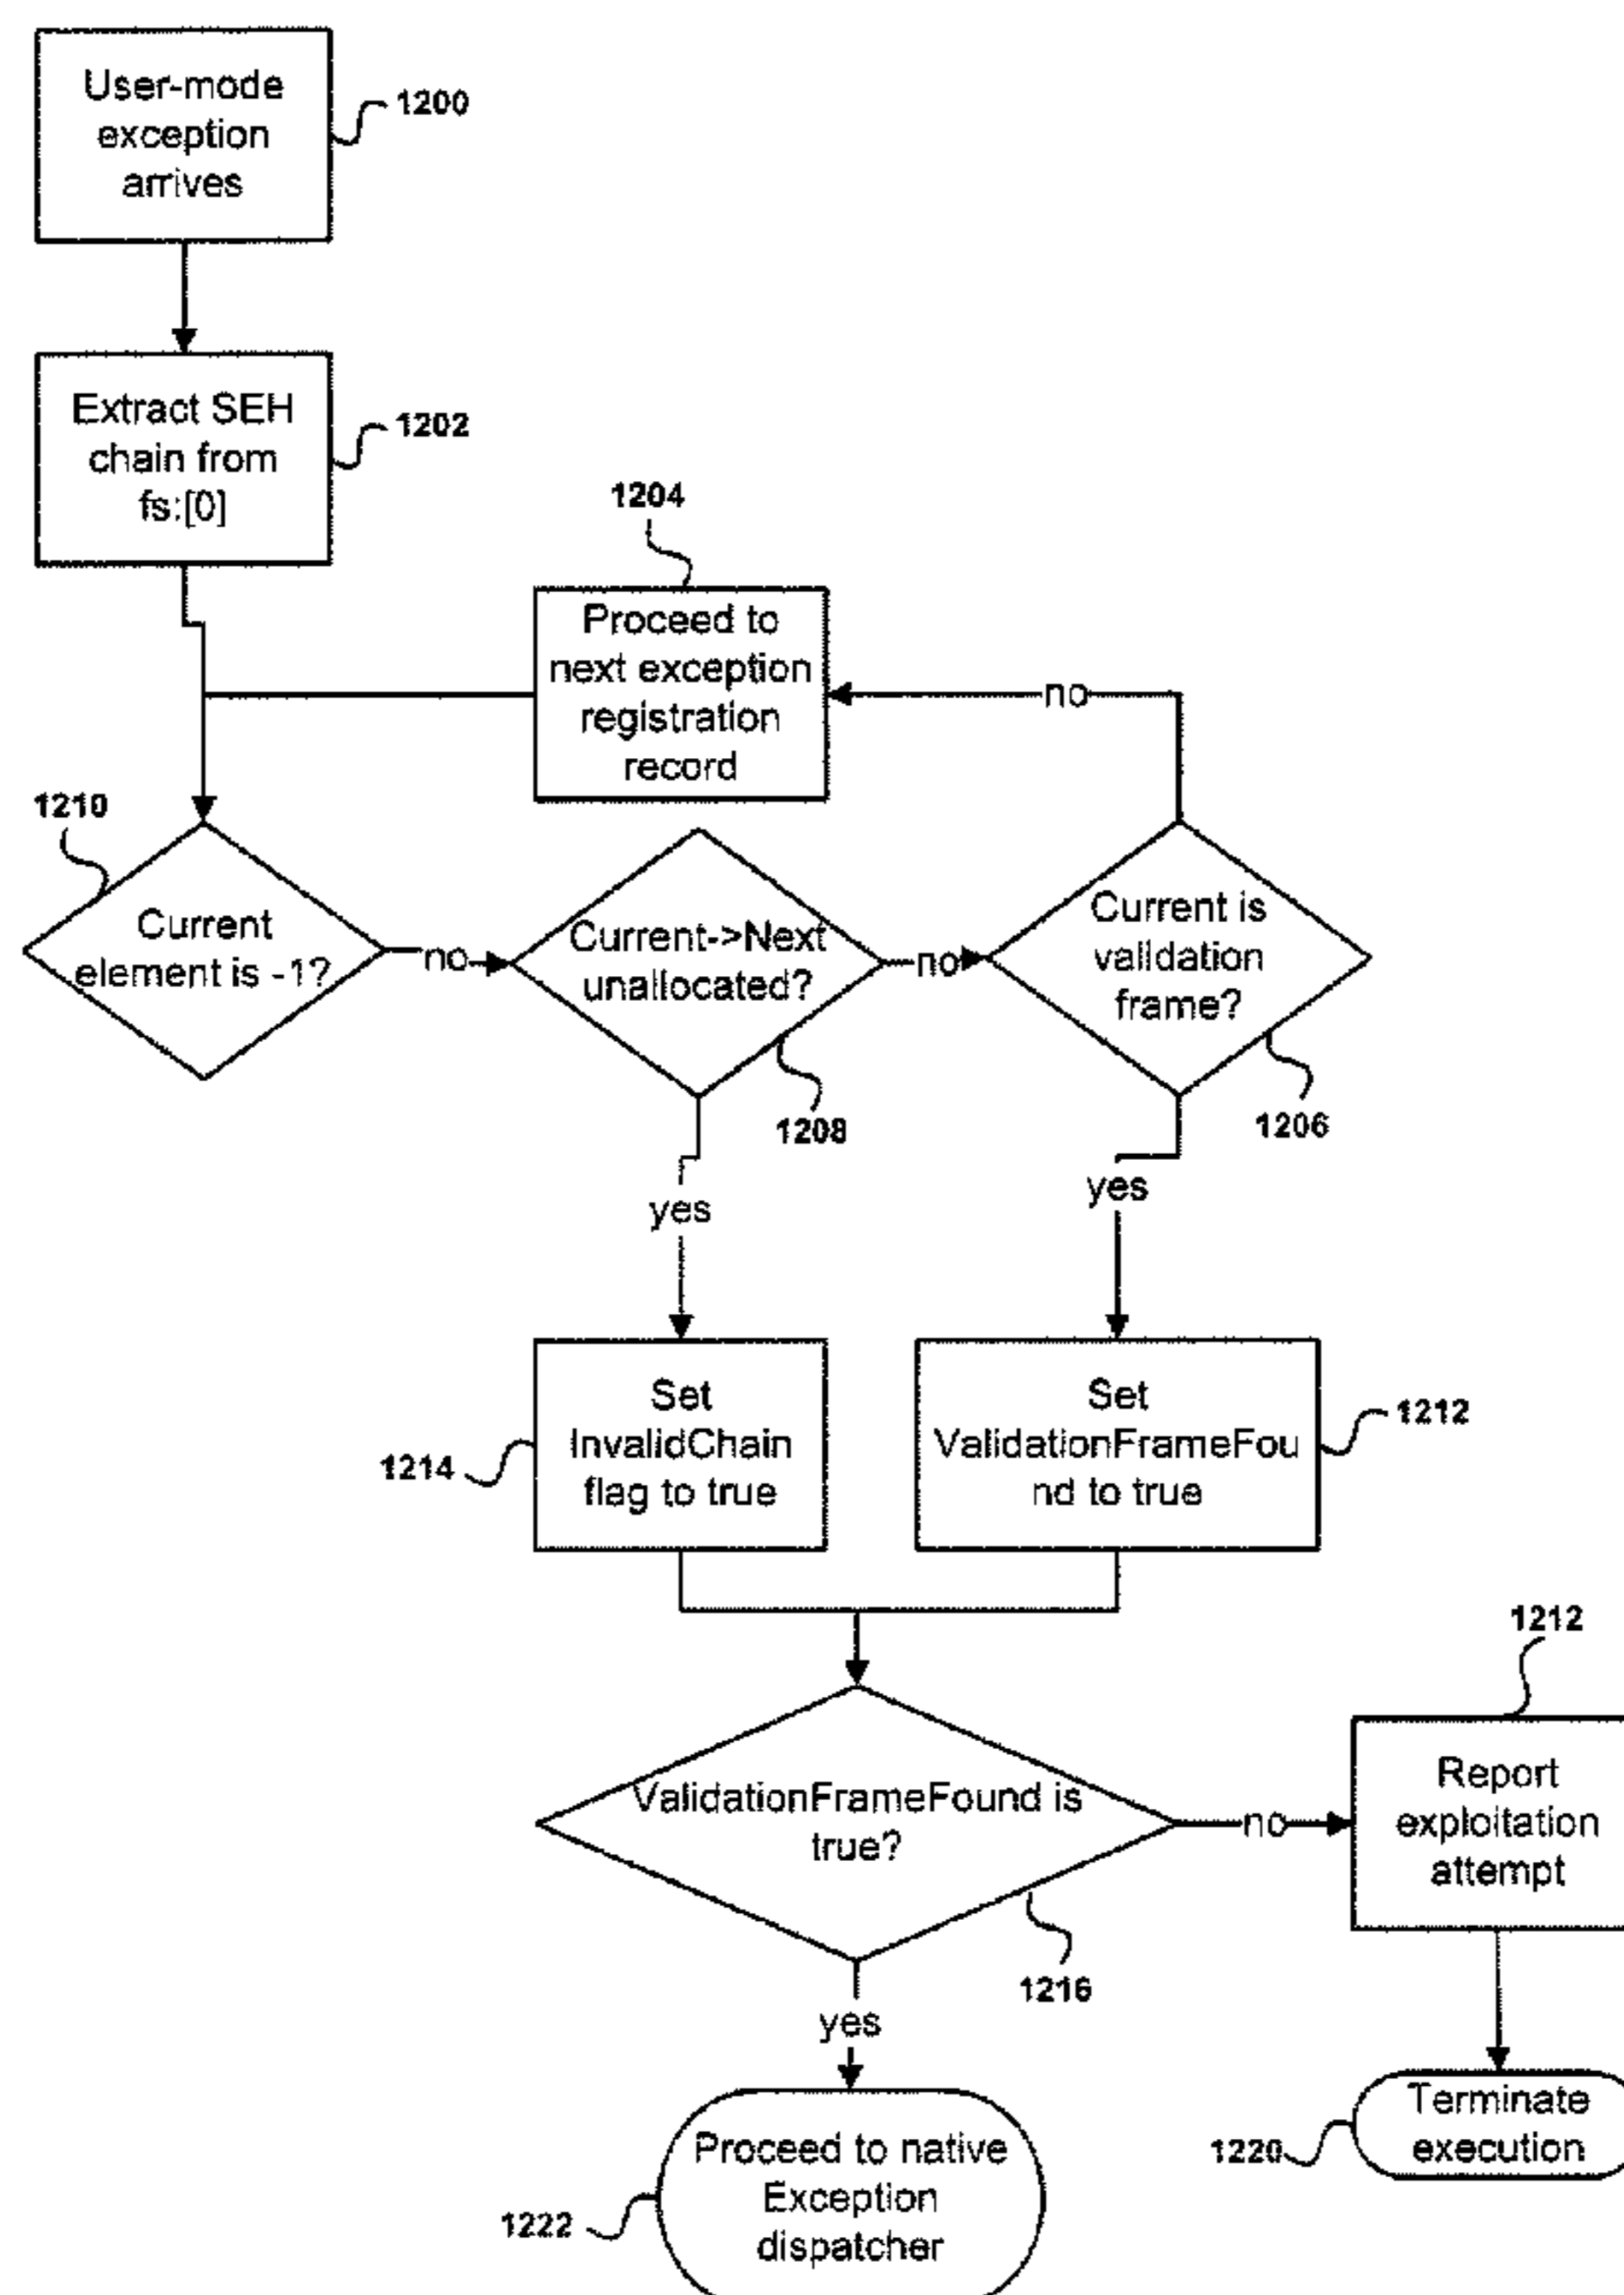 User-mode
exception
arrives
1200
Extract SEH
chain from
fs:[0]
1202
1204
Proceed to
next exception
registration
record
no
1210
Current
element is -1?
no
Current->Next
unallocated?
no
Current is
validation
frame?
1208
1206
yes
yes
Set
InvalidChain
flag to true
1214
Set
ValidationFrameFou
nd to true
1212
ValidationFrameFound is
true?
no
1212
Report
exploitation
attempt
1216
yes
Proceed to native
Exception
dispatcher
1222
Terminate
execution
1220